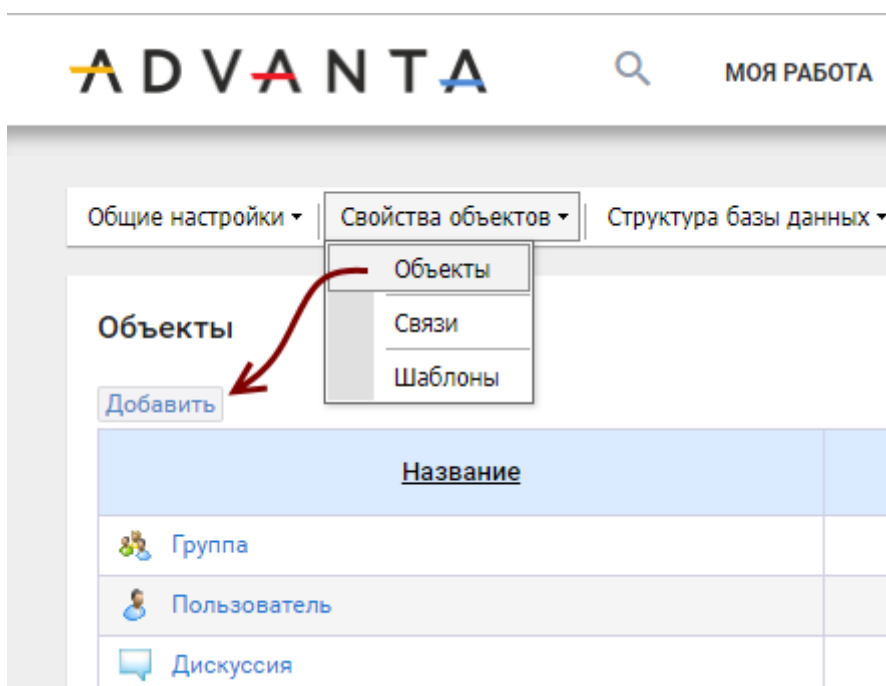 ADVANTA
МОЯ РАБОТА
Общие настройки
Свойства объектов
Структура базы данных
Объекты
Связи
Шаблоны
Объекты
Добавить
Название
Группа
Пользователь
Дискуссия